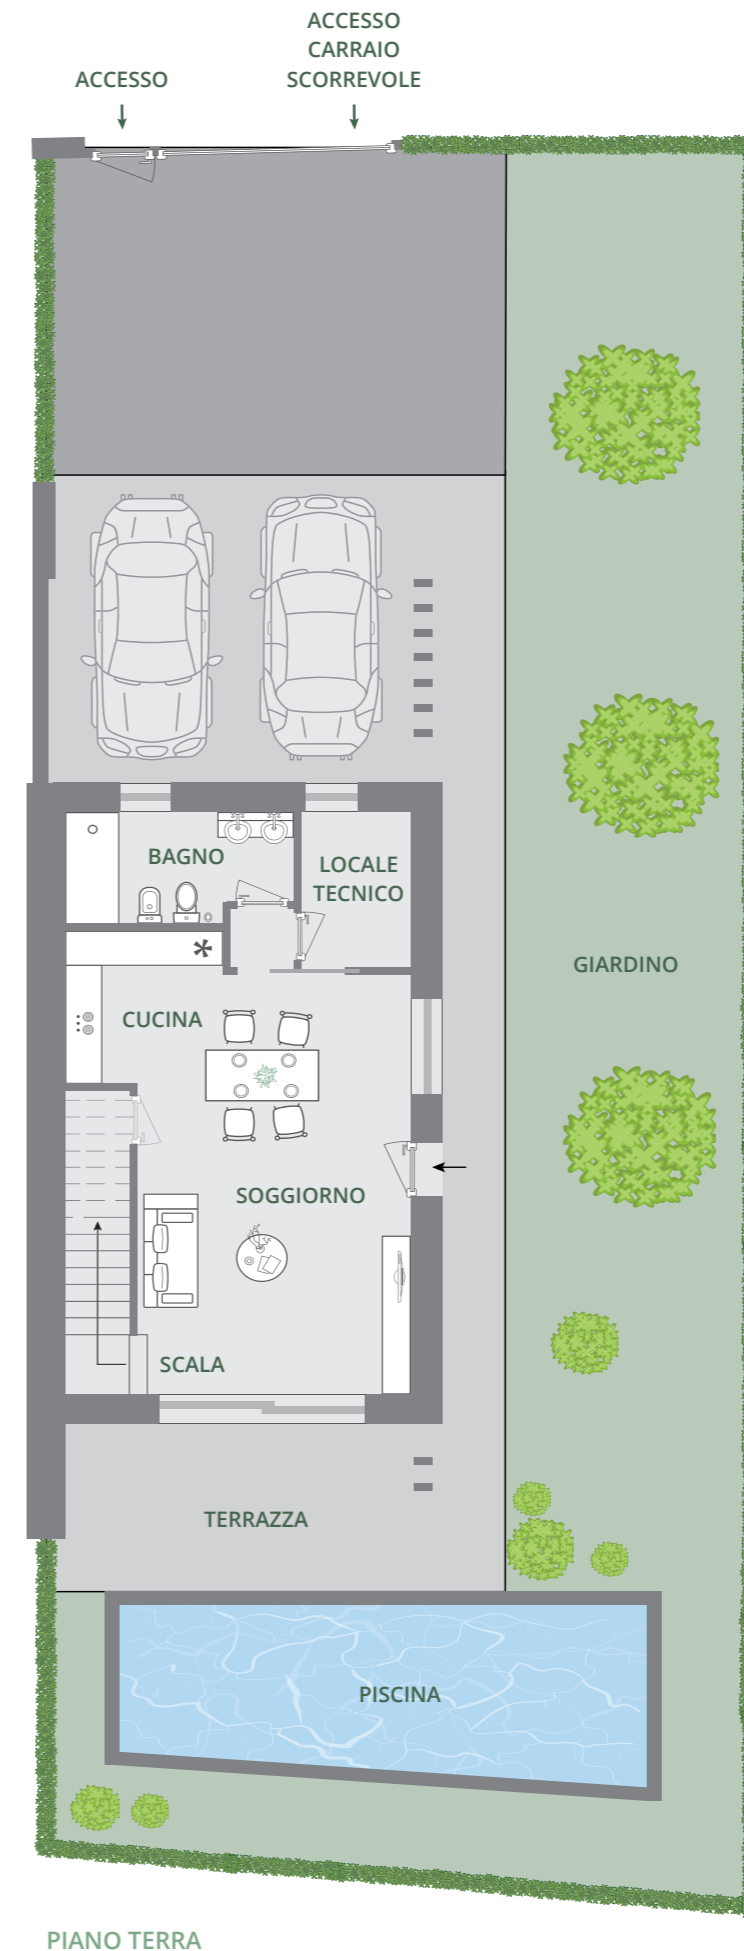 ACCESSO
CARRAIO
SCORREVOLE
ACCESSO
BAGNO
LOCALE
TECNICO
GIARDINO
CUCINA
SOGGIORNO
SCALA
TERRAZZA
PISCINA
PIANO TERRA